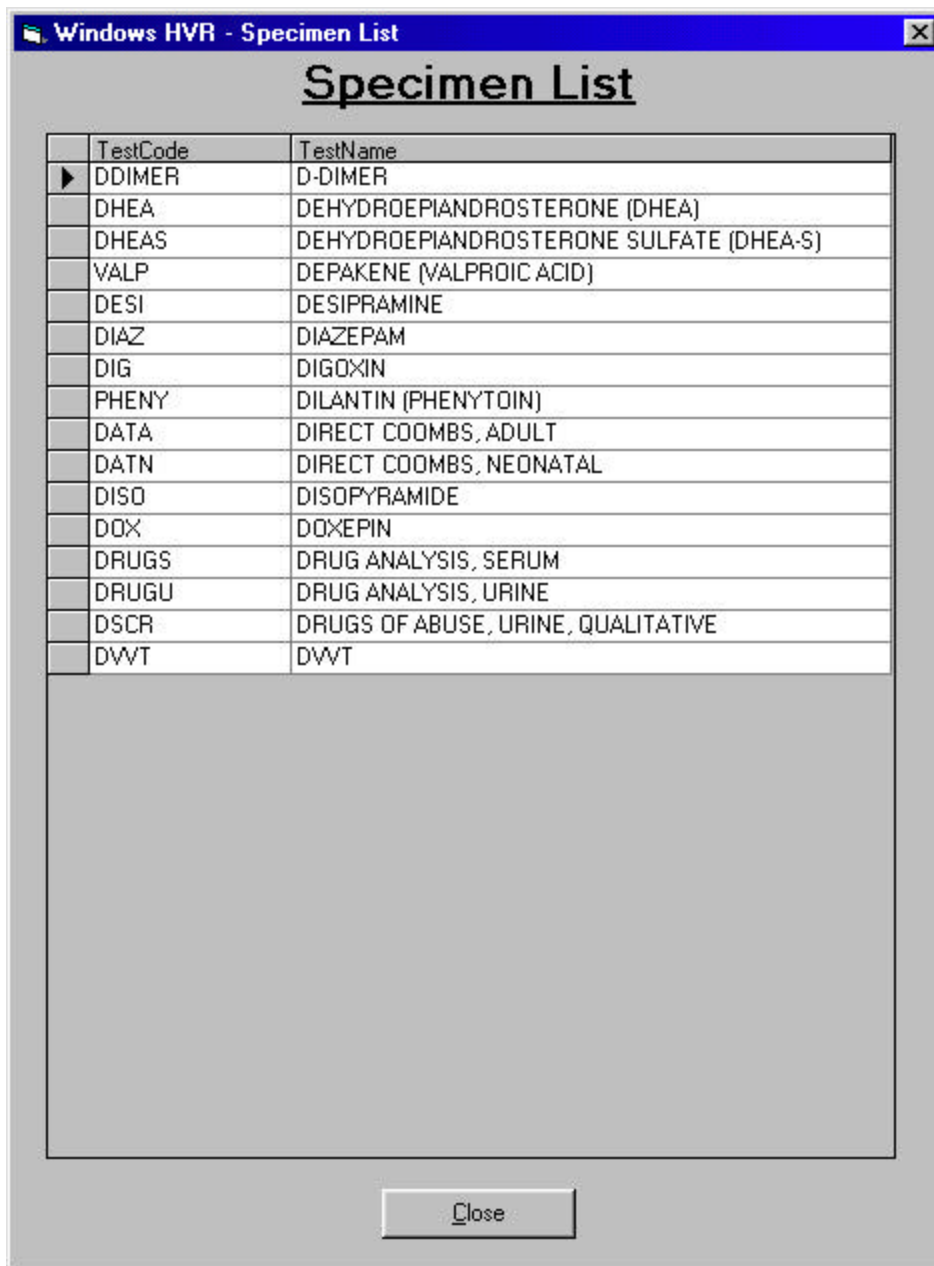 Windows HVR - Specimen List
Specimen List
TestCode TestName
DDIMER D-DIMER
DHEA DEHYDROEPIANDROSTERONE (DHEA)
DHEAS DEHYDROEPIANDROSTERONE SULFATE (DHEA-S)
VALP DEPAKENE (VALPROIC ACID)
DESI DESIPRAMINE
DIAZ DIAZEPAM
DIG DIGOXIN
PHENY DILANTIN (PHENYTOIN)
DATA DIRECT COOMBS, ADULT
DATN DIRECT COOMBS, NEONATAL
DISO DISOPYRAMIDE
DOX DOXEPIN
DRUGS DRUG ANALYSIS, SERUM
DRUGU DRUG ANALYSIS, URINE
DSCR DRUGS OF ABUSE, URINE, QUALITATIVE
DVVT DVVT
Close